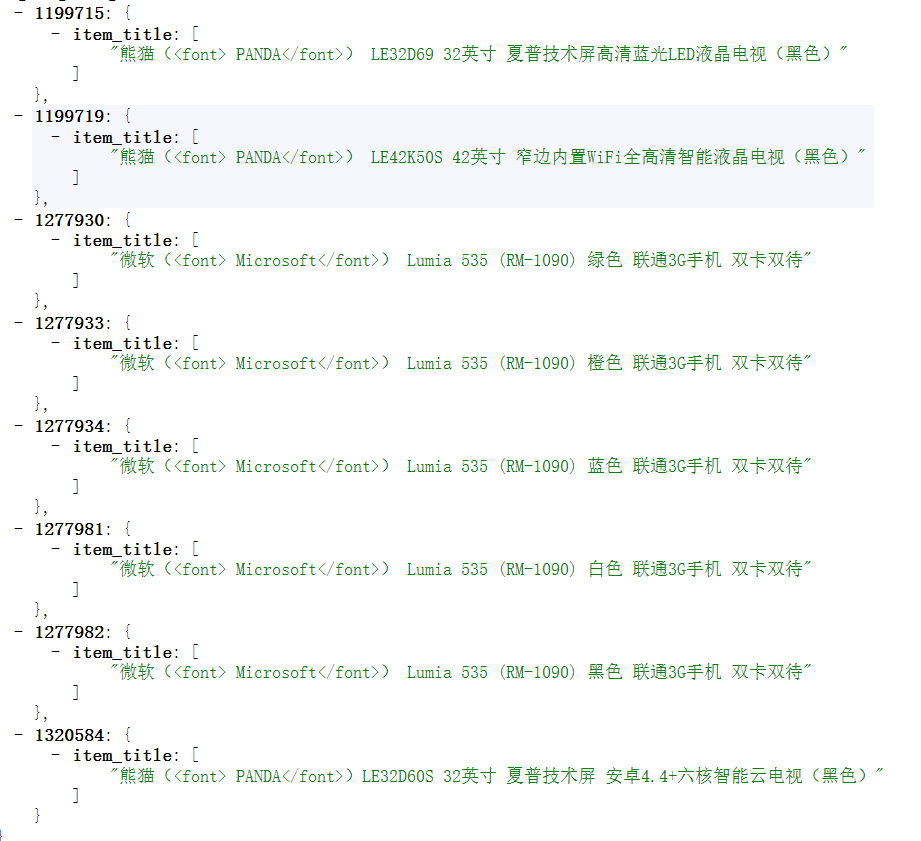 - 1199715: {
- item_title: [
"熊猫（<font> PANDA</font>） LE32D69 32英寸 夏普技术屏高清蓝光LED液晶电视（黑色）"
]
},
- 1199719: {
- item_title: [
"熊猫（<font> PANDA</font>） LE42K50S 42英寸 窄边内置WiFi全高清智能液晶电视（黑色）"
]
},
- 1277930: {
- item_title: [
"微软（<font> Microsoft</font>） Lumia 535 (RM-1090) 绿色 联通3G手机 双卡双待"
]
},
- 1277933: {
- item_title: [
"微软（<font> Microsoft</font>） Lumia 535 (RM-1090) 橙色 联通3G手机 双卡双待"
]
},
- 1277934: {
- item_title: [
"微软（<font> Microsoft</font>） Lumia 535 (RM-1090) 蓝色 联通3G手机 双卡双待"
]
},
- 1277981: {
- item_title: [
"微软（<font> Microsoft</font>） Lumia 535 (RM-1090) 白色 联通3G手机 双卡双待"
]
},
- 1277982: {
- item_title: [
"微软（<font> Microsoft</font>） Lumia 535 (RM-1090) 黑色 联通3G手机 双卡双待"
]
},
- 1320584: {
- item_title: [
"熊猫（<font> PANDA</font>）LE32D60S 32英寸 夏普技术屏 安卓4.4+六核智能云电视（黑色）"
]
}
}